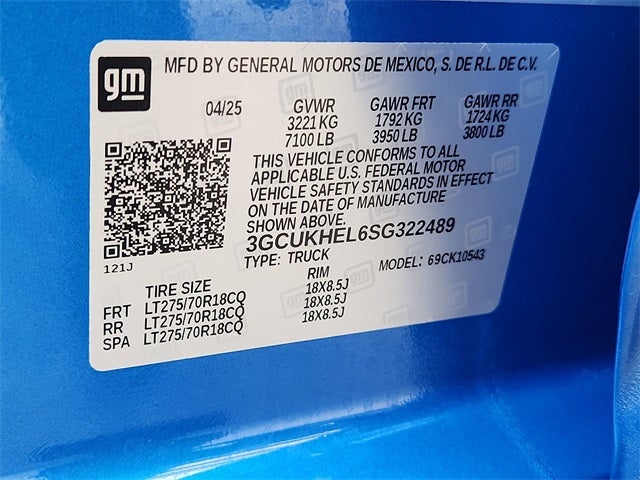 gm
MFD BY GENERAL MOTORS DE MEXICO, S. DE R.L. DE C.V.
04/25 GVWR GAWR FRT GAWR RR
3221 KG 1792 KG 1724 KG
7100 LB 3950 LB 3800 LB
THIS VEHICLE CONFORMS TO ALL
APPLICABLE U.S. FEDERAL MOTOR
VEHICLE SAFETY STANDARDS IN EFFECT
ON THE DATE OF MANUFACTURE
SHOWN ABOVE.
3GCUKHEL6SG322489
121J TYPE: TRUCK MODEL: 69CK10543
TIRE SIZE RIM
FRT LT275/70R18CQ 18X8.5J
RR LT275/70R18CQ 18X8.5J
SPA LT275/70R18CQ 18X8.5J